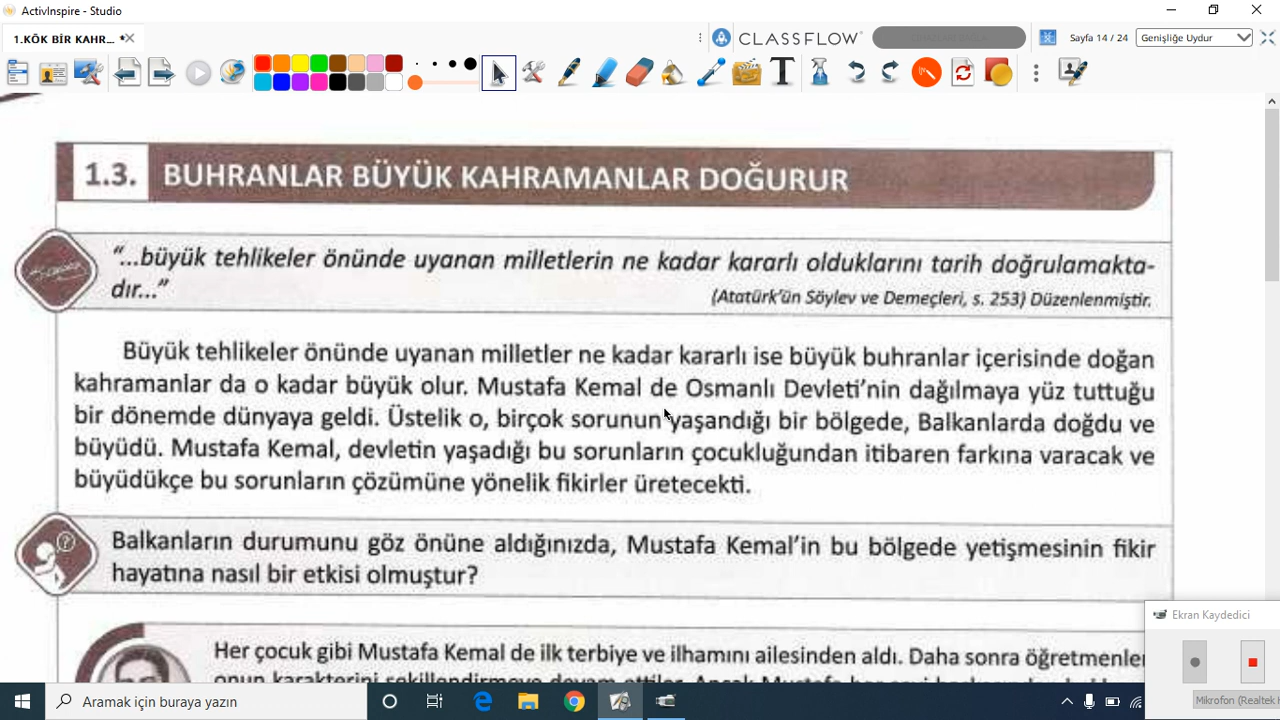 ActivInspire - Studio
1.KÖK BİR KAHR... *
CLASSFLOW
Sayfa 14 / 24
Genişliğe Uydur
1.3. BUHRANLAR BÜYÜK KAHRAMANLAR DOĞURUR
“...büyük tehlikeler önünde uyanan milletlerin ne kadar kararlı olduklarını tarih doğrulamakta-
dır...”
(Atatürk’ün Söylev ve Demeçleri, s. 253) Düzenlenmiştir.
Büyük tehlikeler önünde uyanan milletler ne kadar kararlı ise büyük buhranlar içerisinde doğan
kahramanlar da o kadar büyük olur. Mustafa Kemal de Osmanlı Devleti’nin dağılmaya yüz tuttuğu
bir dönemde dünyaya geldi. Üstelik o, birçok sorunun yaşandığı bir bölgede, Balkanlarda doğdu ve
büyüdü. Mustafa Kemal, devletin yaşadığı bu sorunların çocukluğundan itibaren farkına varacak ve
büyüdükçe bu sorunların çözümüne yönelik fikirler üretecekti.
Balkanların durumunu göz önüne aldığınızda, Mustafa Kemal’in bu bölgede yetişmesinin fikir
hayatına nasıl bir etkisi olmuştur?
Her çocuk gibi Mustafa Kemal de ilk terbiye ve ilhamını ailesinden aldı. Daha sonra öğretmenler
Ekran Kaydedici
Mikrofon (Realtek
Aramak için buraya yazın